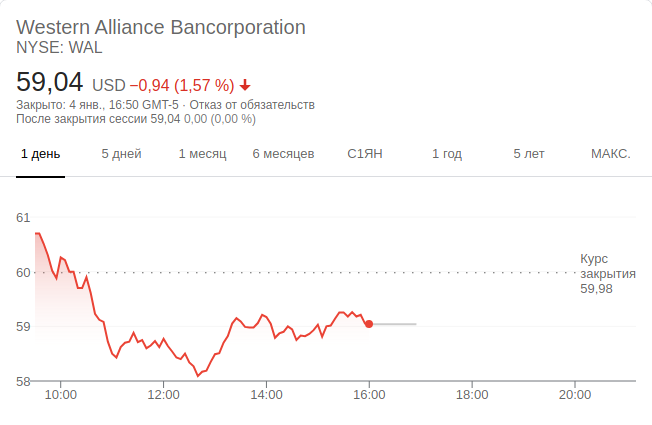 Western Alliance Bancorporation
NYSE: WAL
59,04 USD −0,94 (1,57 %)
Закрыто: 4 янв., 16:50 GMT-5 · Отказ от обязательств
После закрытия сессии 59,04 0,00 (0,00 %)
1 день 5 дней 1 месяц 6 месяцев С1ЯН 1 год 5 лет МАКС.
61
60
59
58
Курс
закрытия
59,98
10:00 12:00 14:00 16:00 18:00 20:00